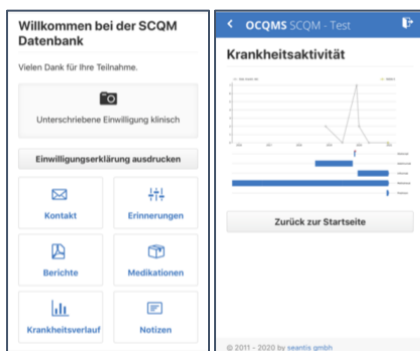 Willkommen bei der SCQM
Datenbank
Vielen Dank für Ihre Teilnahme.
Unterschriebene Einwilligung klinisch
Einwilligungserklärung ausdrucken
Kontakt
Erinnerungen
Berichte
Medikationen
Krankheitsverlauf
Notizen
OCQMS SCQM - Test
Krankheitsaktivität
Zurück zur Startseite
© 2011 - 2020 by seantis gmbh